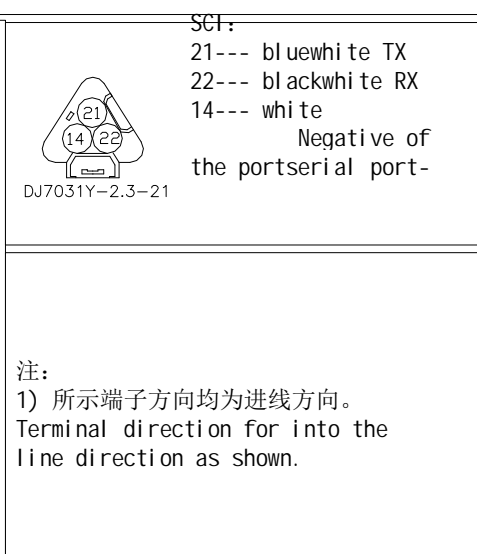 SCI:
21--- bluewhite TX
22--- blackwhite RX
14--- white
Negative of
the portserial port-
21
14 22
DJ7031Y-2.3-21
注:
1) 所示端子方向均为进线方向。
Terminal direction for into the
line direction as shown.